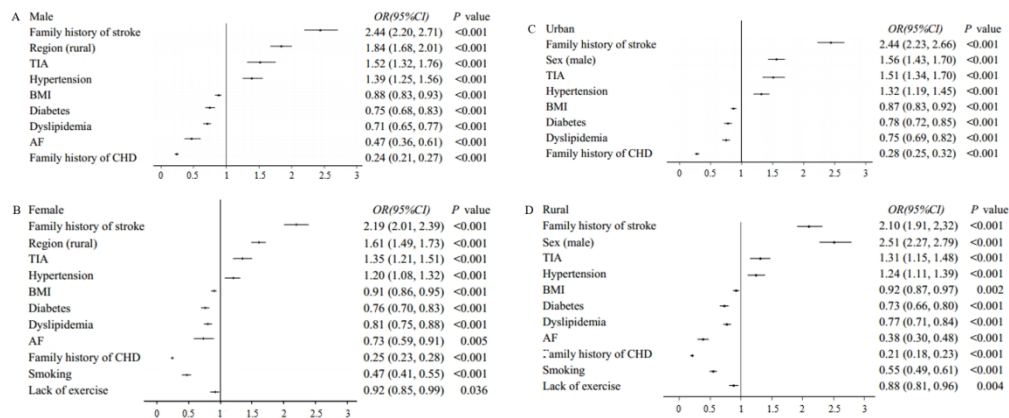 A Male OR(95%CI) P value
Family history of stroke 2.44 (2.20, 2.71) <0.001
Region (rural) 1.84 (1.68, 2.01) <0.001
TIA 1.52 (1.32, 1.76) <0.001
Hypertension 1.39 (1.25, 1.56) <0.001
BMI 0.88 (0.83, 0.93) <0.001
Diabetes 0.75 (0.68, 0.83) <0.001
Dyslipidemia 0.71 (0.65, 0.77) <0.001
AF 0.47 (0.36, 0.61) <0.001
Family history of CHD 0.24 (0.21, 0.27) <0.001
0 0.5 1 1.5 2 2.5 3
B Female OR(95%CI) P value
Family history of stroke 2.19 (2.01, 2.39) <0.001
Region (rural) 1.61 (1.49, 1.73) <0.001
TIA 1.35 (1.21, 1.51) <0.001
Hypertension 1.20 (1.08, 1.32) <0.001
BMI 0.91 (0.86, 0.95) <0.001
Diabetes 0.76 (0.70, 0.83) <0.001
Dyslipidemia 0.81 (0.75, 0.88) <0.001
AF 0.73 (0.59, 0.91) 0.005
Family history of CHD 0.25 (0.23, 0.28) <0.001
Smoking 0.47 (0.41, 0.55) <0.001
Lack of exercise 0.92 (0.85, 0.99) 0.036
0 0.5 1 1.5 2 2.5 3
C Urban OR(95%CI) P value
Family history of stroke 2.44 (2.23, 2.66) <0.001
Sex (male) 1.56 (1.43, 1.70) <0.001
TIA 1.51 (1.34, 1.70) <0.001
Hypertension 1.32 (1.19, 1.45) <0.001
BMI 0.87 (0.83, 0.92) <0.001
Diabetes 0.78 (0.72, 0.85) <0.001
Dyslipidemia 0.75 (0.69, 0.82) <0.001
Family history of CHD 0.28 (0.25, 0.32) <0.001
0 0.5 1 1.5 2 2.5 3
D Rural OR(95%CI) P value
Family history of stroke 2.10 (1.91, 2,32) <0.001
Sex (male) 2.51 (2.27, 2.79) <0.001
TIA 1.31 (1.15, 1.48) <0.001
Hypertension 1.24 (1.11, 1.39) <0.001
BMI 0.92 (0.87, 0.97) 0.002
Diabetes 0.73 (0.66, 0.80) <0.001
Dyslipidemia 0.77 (0.71, 0.84) <0.001
AF 0.38 (0.30, 0.48) <0.001
Family history of CHD 0.21 (0.18, 0.23) <0.001
Smoking 0.55 (0.49, 0.61) <0.001
Lack of exercise 0.88 (0.81, 0.96) 0.004
0 0.5 1 1.5 2 2.5 3